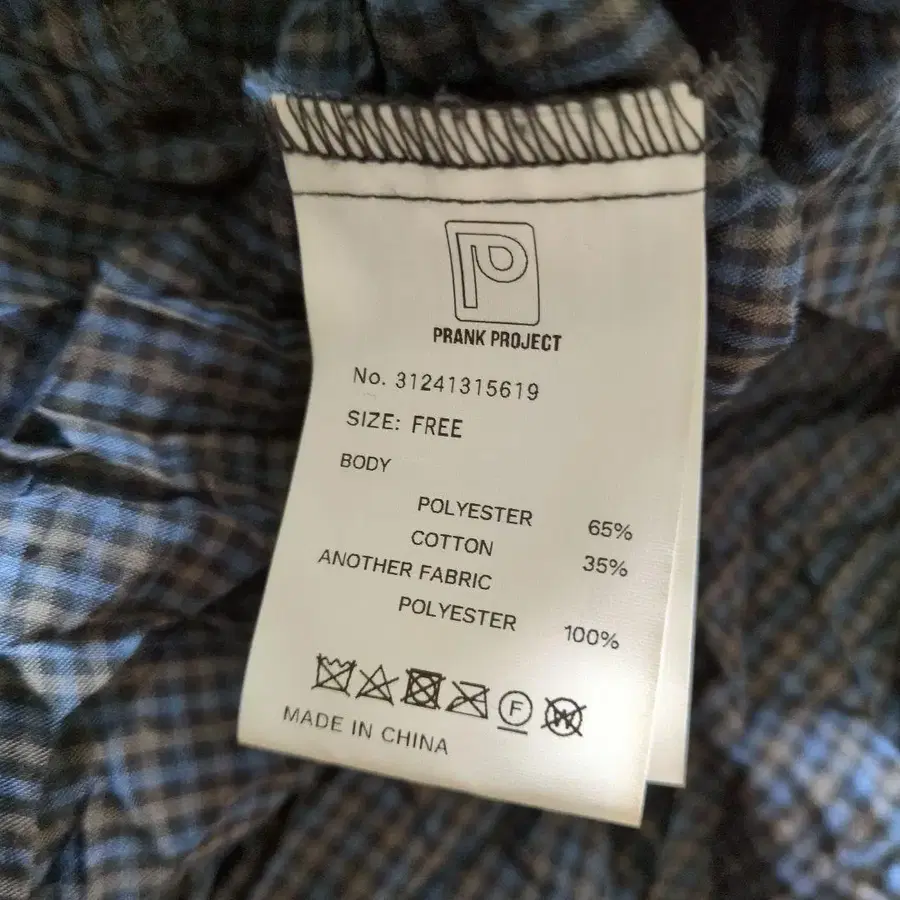 P
PRANK PROJECT
No. 31241315619
SIZE: FREE
BODY
POLYESTER 65%
COTTON 35%
ANOTHER FABRIC
POLYESTER 100%
F W
MADE IN CHINA